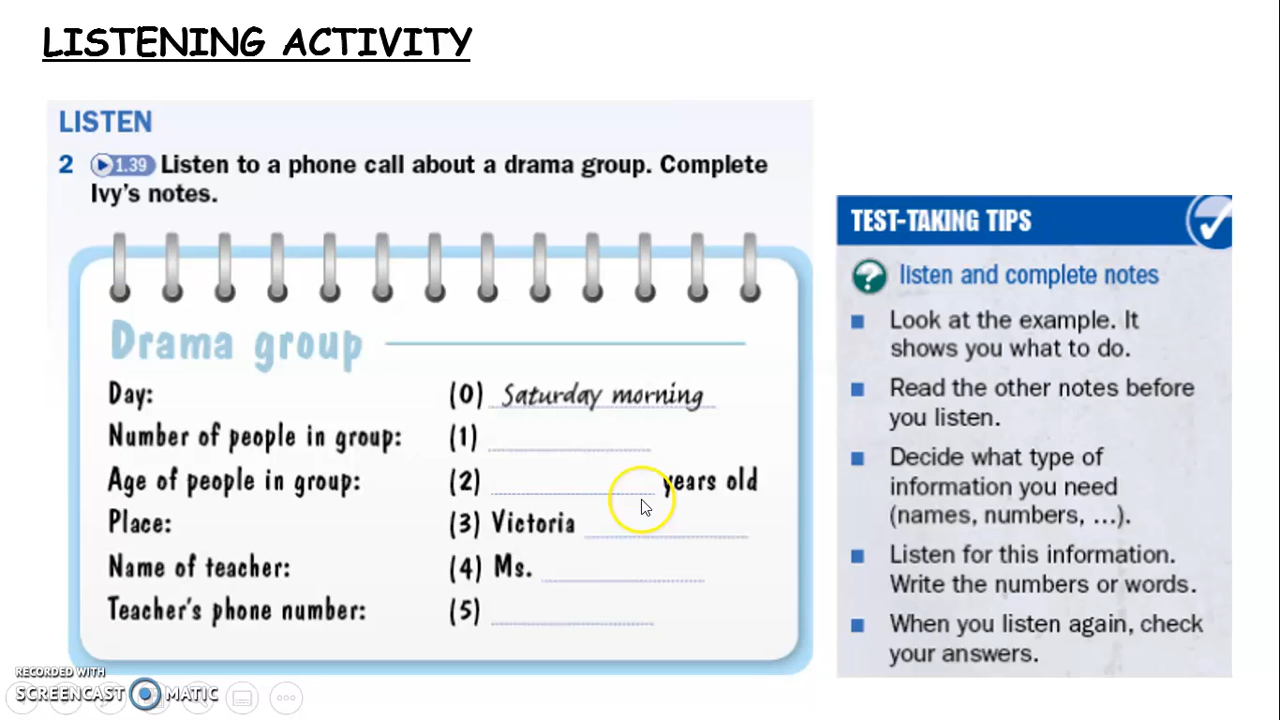 LISTENING ACTIVITY
LISTEN
2 1.39 Listen to a phone call about a drama group. Complete
Ivy's notes.
Drama group
Day: (0) Saturday morning
Number of people in group: (1)
Age of people in group: (2) years old
Place: (3) Victoria
Name of teacher: (4) Ms.
Teacher's phone number: (5)
TEST-TAKING TIPS
? listen and complete notes
Look at the example. It
shows you what to do.
Read the other notes before
you listen.
Decide what type of
information you need
(names, numbers, ...).
Listen for this information.
Write the numbers or words.
When you listen again, check
your answers.
RECORDED WITH
SCREENCAST MATIC